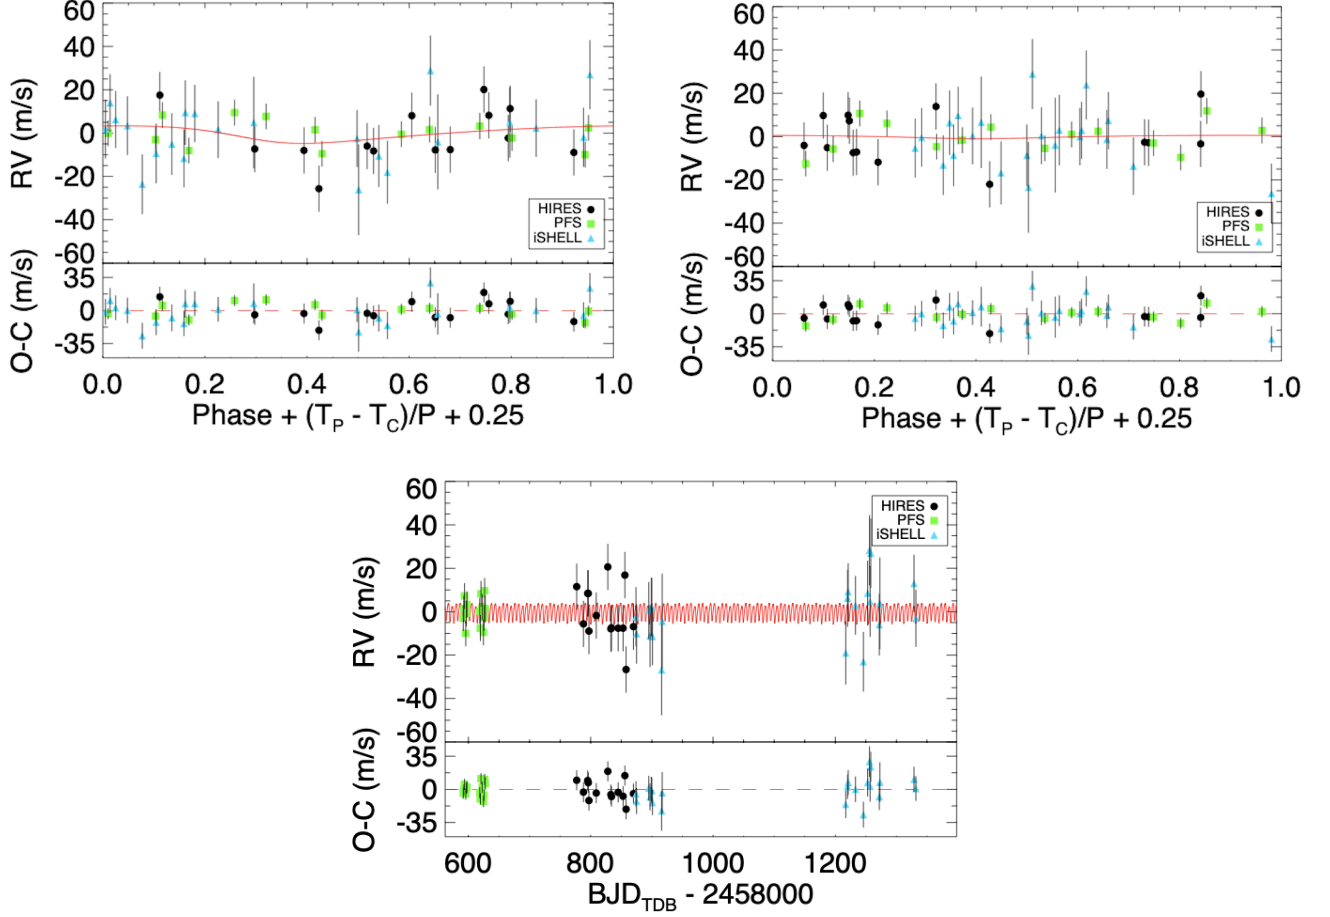 60
40
20
0
-20
-40
-60
RV (m/s)
HIRES
PFS
iSHELL
35
0
-35
O-C (m/s)
0.0 0.2 0.4 0.6 0.8 1.0
Phase + (T_P - T_C)/P + 0.25
60
40
20
0
-20
-40
-60
RV (m/s)
HIRES
PFS
iSHELL
35
0
-35
O-C (m/s)
0.0 0.2 0.4 0.6 0.8 1.0
Phase + (T_P - T_C)/P + 0.25
60
40
20
0
-20
-40
-60
RV (m/s)
HIRES
PFS
iSHELL
35
0
-35
O-C (m/s)
600 800 1000 1200
BJD_TDB - 2458000